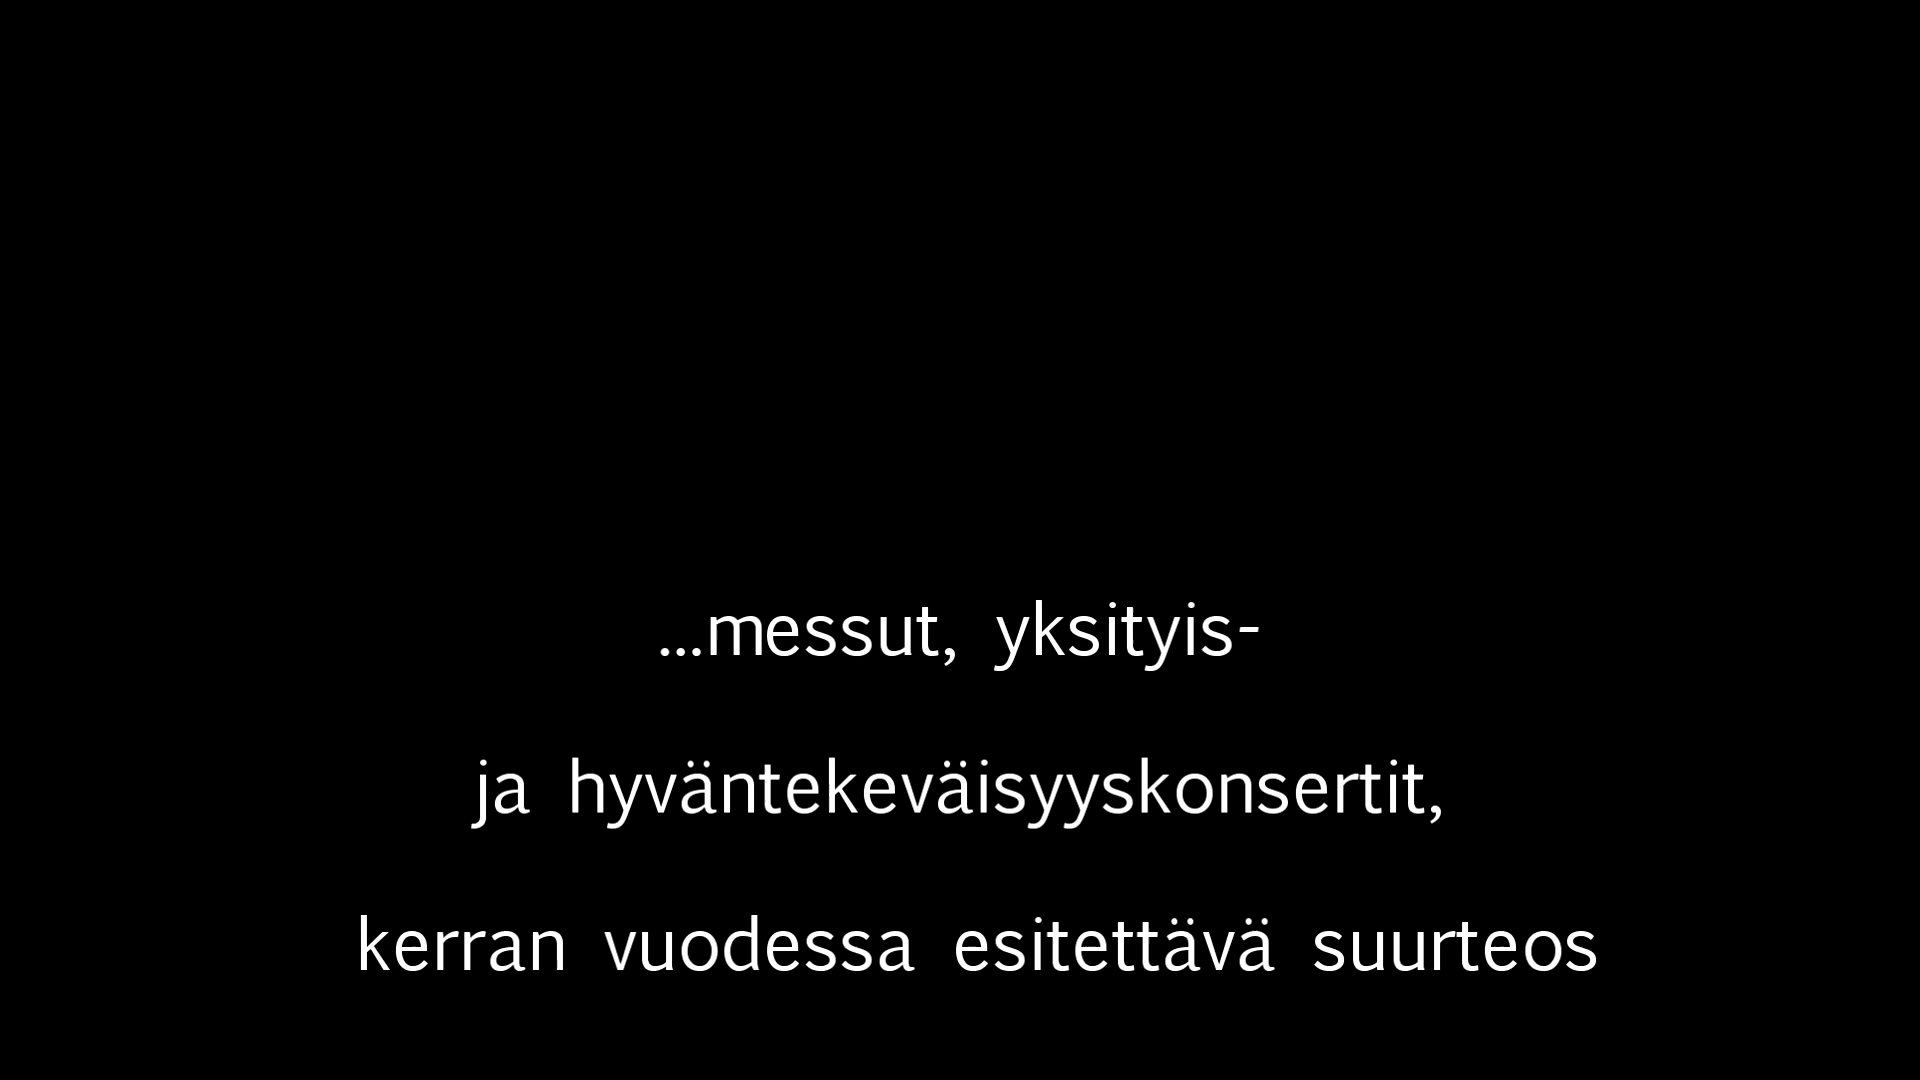 ...messut, yksityis-
ja hyväntekeväisyyskonsertit,
kerran vuodessa esitettävä suurteos